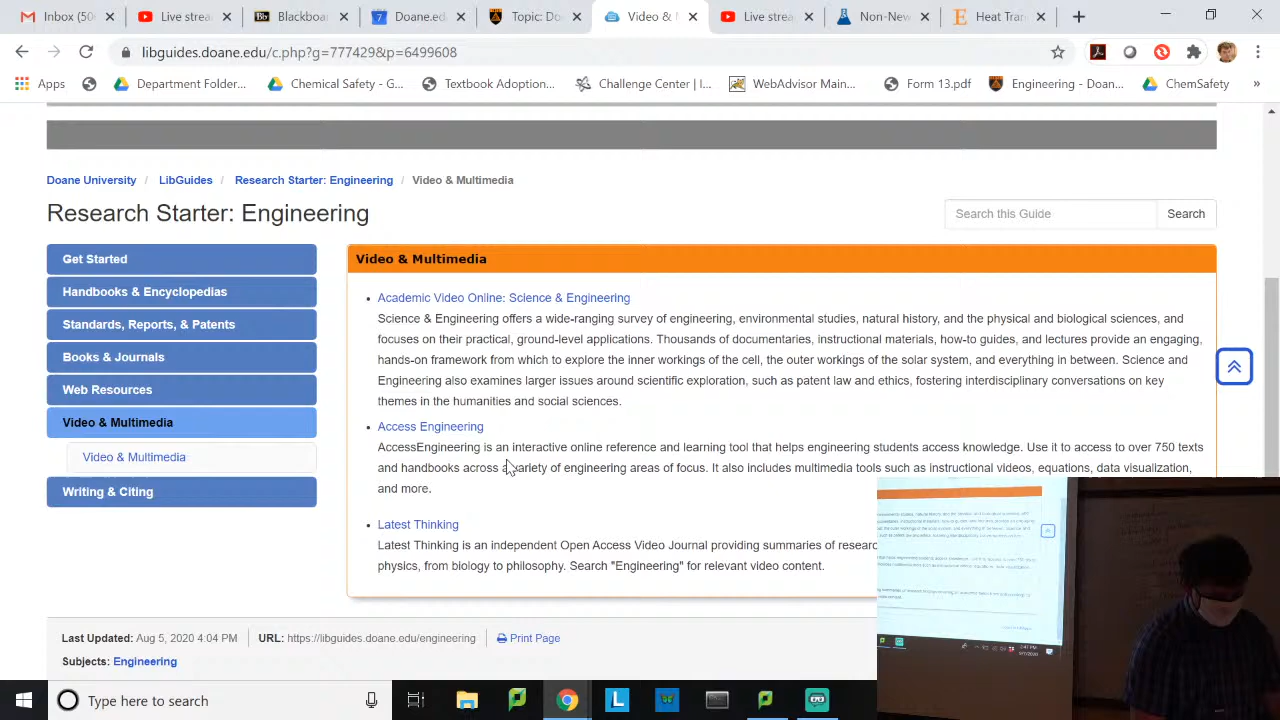 Inbox (50
Live stream
Blackboar
Doane.ed
Topic: Do
Video & M
Live strea
Non-New
Heat Tran
libguides.doane.edu/c.php?g=777429&p=6499608
Apps
Department Folder...
Chemical Safety - G...
Textbook Adoption...
Challenge Center | I...
WebAdvisor Main...
Form 13.pdf
Engineering - Doan...
ChemSafety
»
Doane University / LibGuides / Research Starter: Engineering / Video & Multimedia
Research Starter: Engineering
Search this Guide
Search
Get Started
Handbooks & Encyclopedias
Standards, Reports, & Patents
Books & Journals
Web Resources
Video & Multimedia
Video & Multimedia
Writing & Citing
Video & Multimedia
Academic Video Online: Science & Engineering
Science & Engineering offers a wide-ranging survey of engineering, environmental studies, natural history, and the physical and biological sciences, and
focuses on their practical, ground-level applications. Thousands of documentaries, instructional materials, how-to guides, and lectures provide an engaging,
hands-on framework from which to explore the inner workings of the cell, the outer workings of the solar system, and everything in between. Science and
Engineering also examines larger issues around scientific exploration, such as patent law and ethics, fostering interdisciplinary conversations on key
themes in the humanities and social sciences.
Access Engineering
AccessEngineering is an interactive online reference and learning tool that helps engineering students access knowledge. Use it to access to over 750 texts
and handbooks across a variety of engineering areas of focus. It also includes multimedia tools such as instructional videos, equations, data visualization,
and more.
Latest Thinking
Latest Thinking is an independent Open Access Video Journal providing summaries of researc
physics, from biology to philosophy. Search "Engineering" for relevant video content.
Last Updated: Aug 5, 2020 4:04 PM
URL: https://libguides.doane.edu/engineering
Print Page
Subjects: Engineering
Type here to search